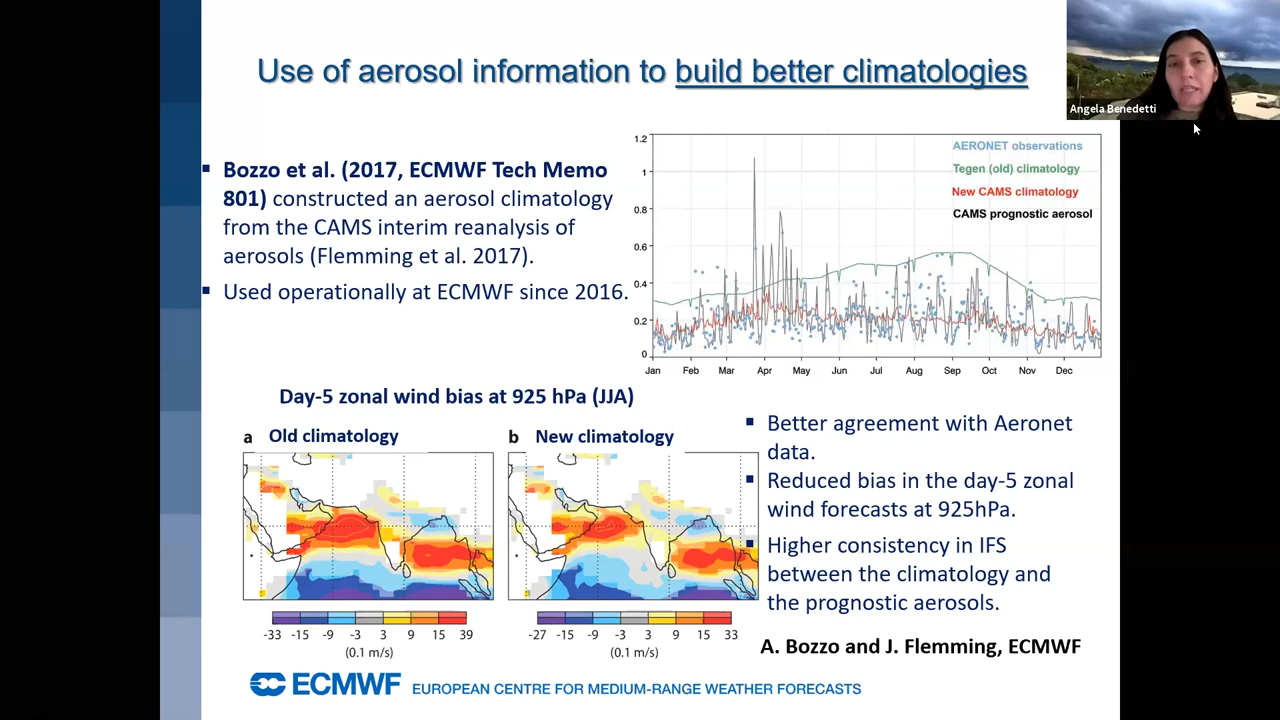 Use of aerosol information to build better climatologies
Angela Benedetti
▪ Bozzo et al. (2017, ECMWF Tech Memo
801) constructed an aerosol climatology
from the CAMS interim reanalysis of
aerosols (Flemming et al. 2017).
▪ Used operationally at ECMWF since 2016.
AERONET observations
Tegen (old) climatology
New CAMS climatology
CAMS prognostic aerosol
1.2
1
0.8
0.6
0.4
0.2
0
Jan Feb Mar Apr May Jun Jul Aug Sep Oct Nov Dec
Day-5 zonal wind bias at 925 hPa (JJA)
a Old climatology
b New climatology
-33 -15 -9 -3 3 9 15 39
(0.1 m/s)
-27 -15 -9 -3 3 9 15 33
(0.1 m/s)
▪ Better agreement with Aeronet
data.
▪ Reduced bias in the day-5 zonal
wind forecasts at 925hPa.
▪ Higher consistency in IFS
between the climatology and
the prognostic aerosols.
A. Bozzo and J. Flemming, ECMWF
ECMWF EUROPEAN CENTRE FOR MEDIUM-RANGE WEATHER FORECASTS